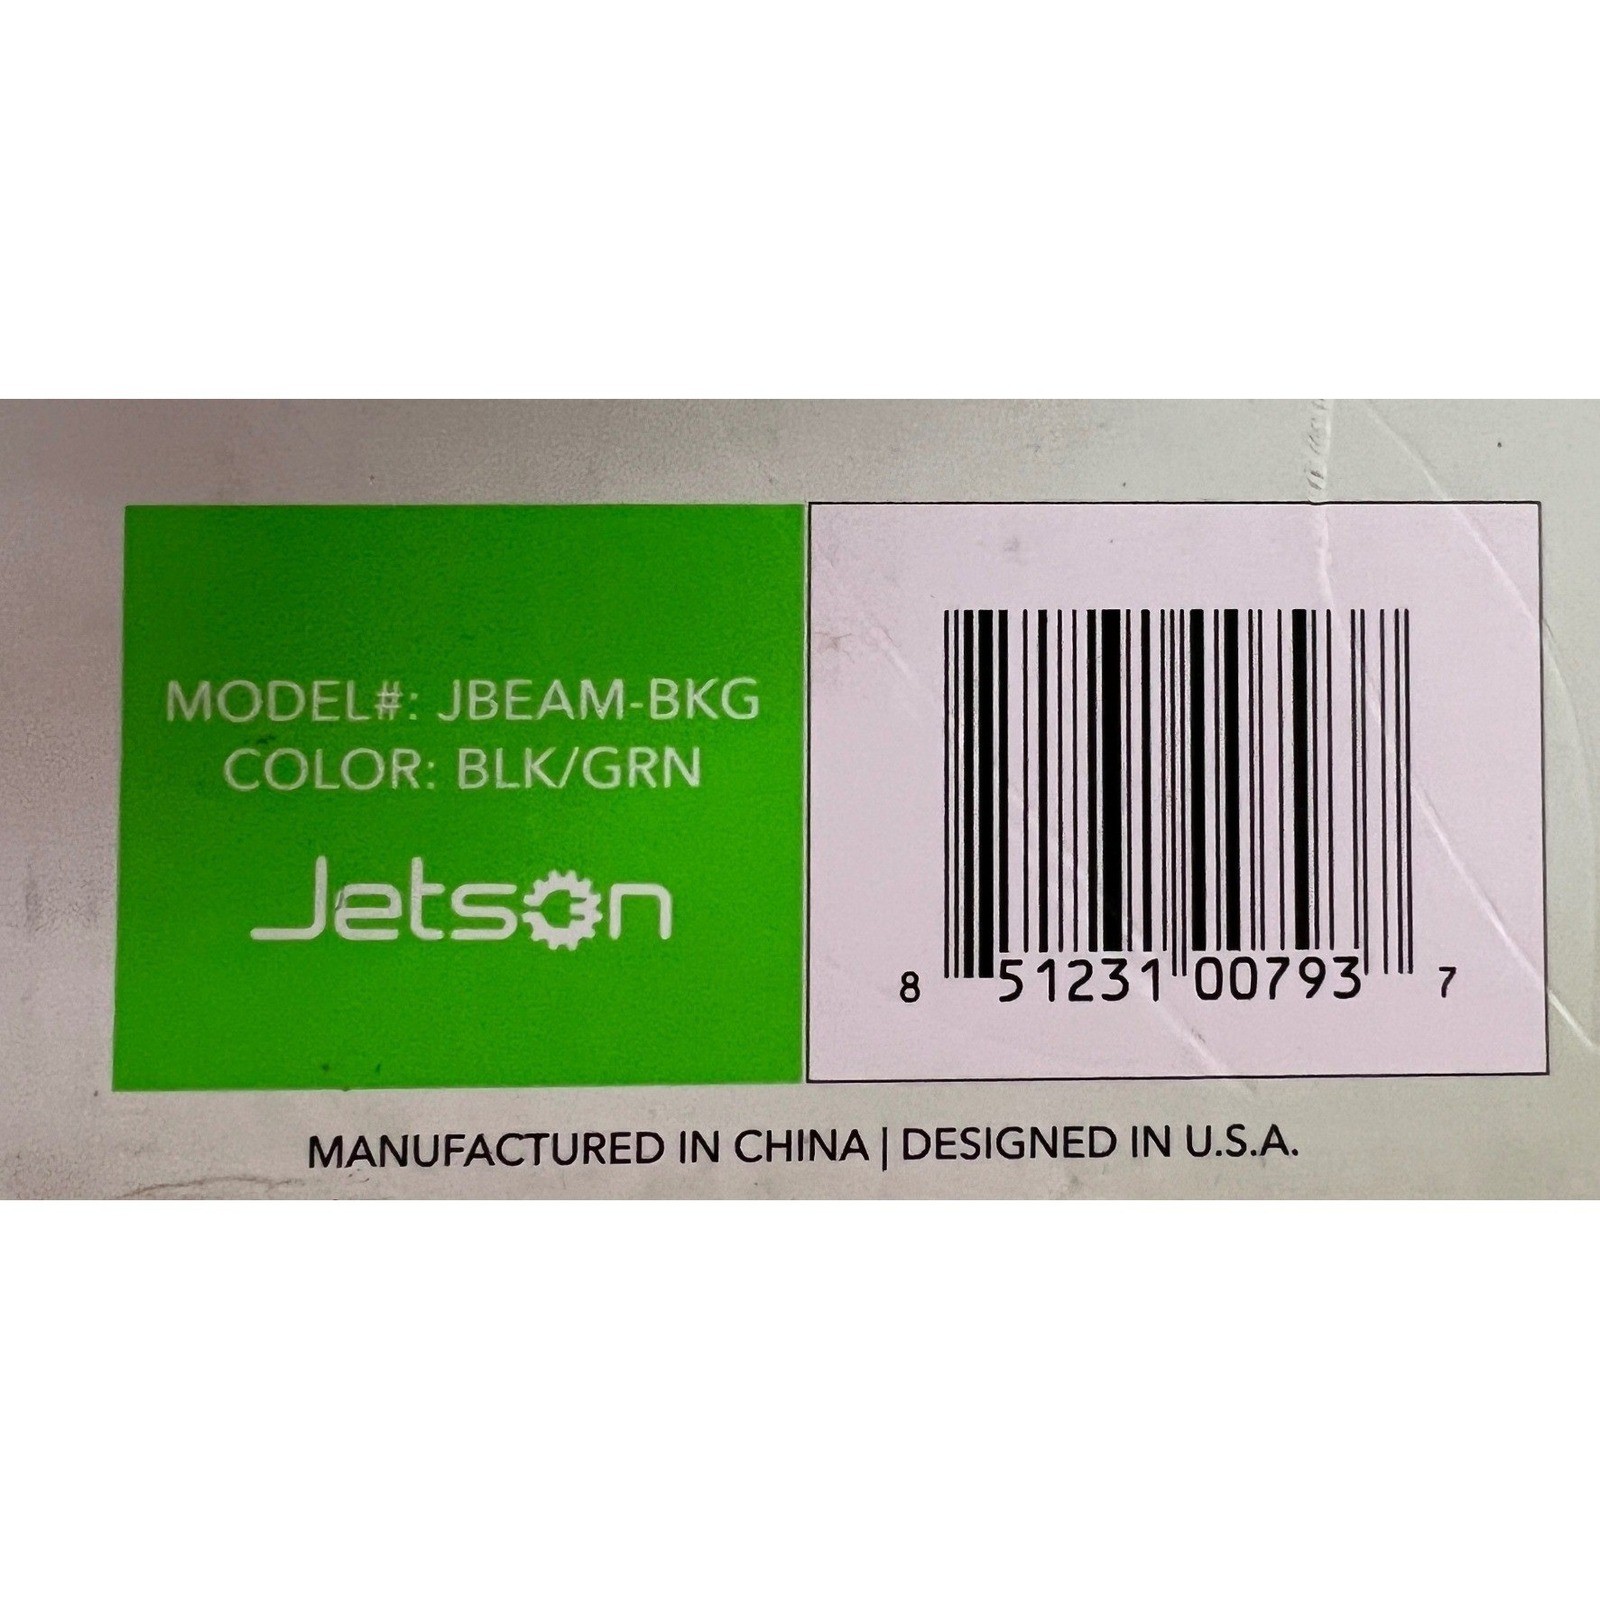 MODEL#: JBEAM-BKG
COLOR: BLK/GRN
Jetson
8 51231 00793 7
MANUFACTURED IN CHINA | DESIGNED IN U.S.A.